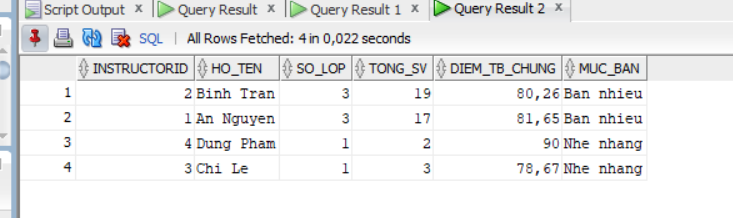 Script Output × Query Result × Query Result 1 × Query Result 2 ×
SQL | All Rows Fetched: 4 in 0,022 seconds
INSTRUCTORID HO_TEN SO_LOP TONG_SV DIEM_TB_CHUNG MUC_BAN
1 2 Binh Tran 3 19 80,26 Ban nhieu
2 1 An Nguyen 3 17 81,65 Ban nhieu
3 4 Dung Pham 1 2 90 Nhe nhang
4 3 Chi Le 1 3 78,67 Nhe nhang